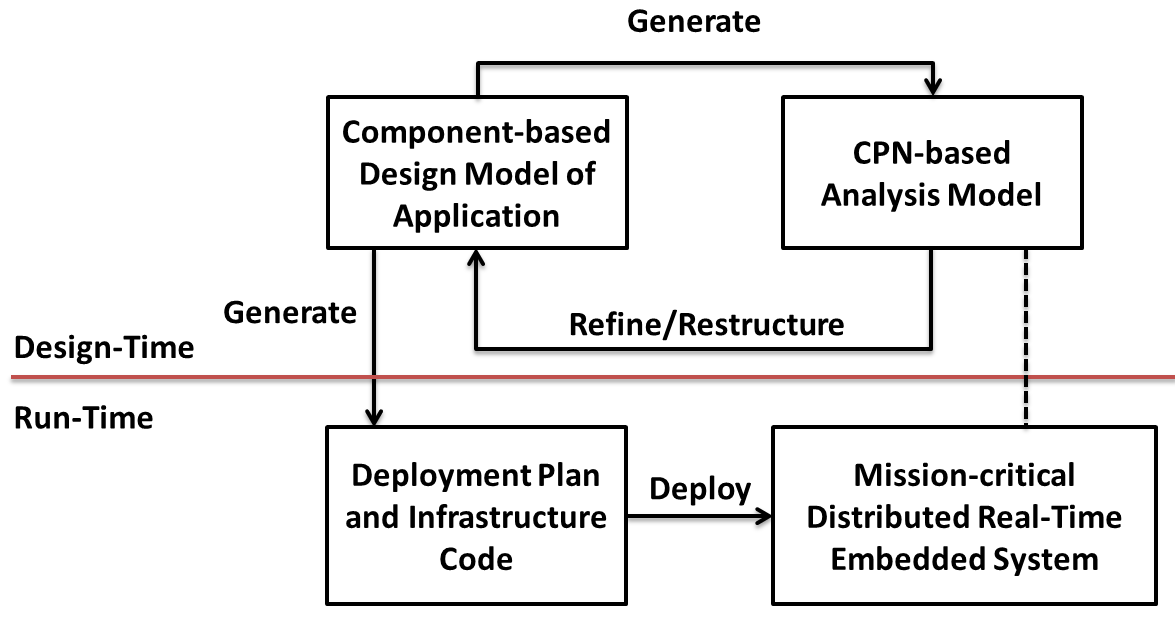 Generate
Component-based
Design Model of
Application
CPN-based
Analysis Model
Generate
Refine/Restructure
Design-Time
Run-Time
Deployment Plan
and Infrastructure
Code
Deploy
Mission-critical
Distributed Real-Time
Embedded System